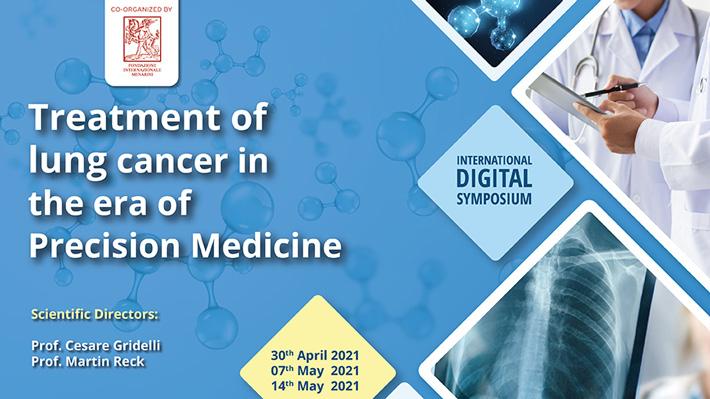 CO-ORGANIZED BY
FONDAZIONE
INTERNAZIONALE
MENARINI
Treatment of
lung cancer in
the era of
Precision Medicine
INTERNATIONAL
DIGITAL
SYMPOSIUM
Scientific Directors:
Prof. Cesare Gridelli
Prof. Martin Reck
30th April 2021
07th May 2021
14th May 2021